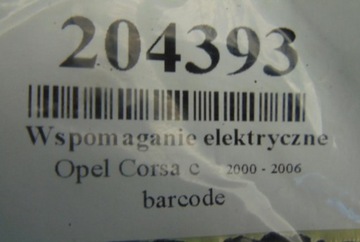 204393
Wspomaganie elektryczne
Opel Corsa c 2000 - 2006
barcode